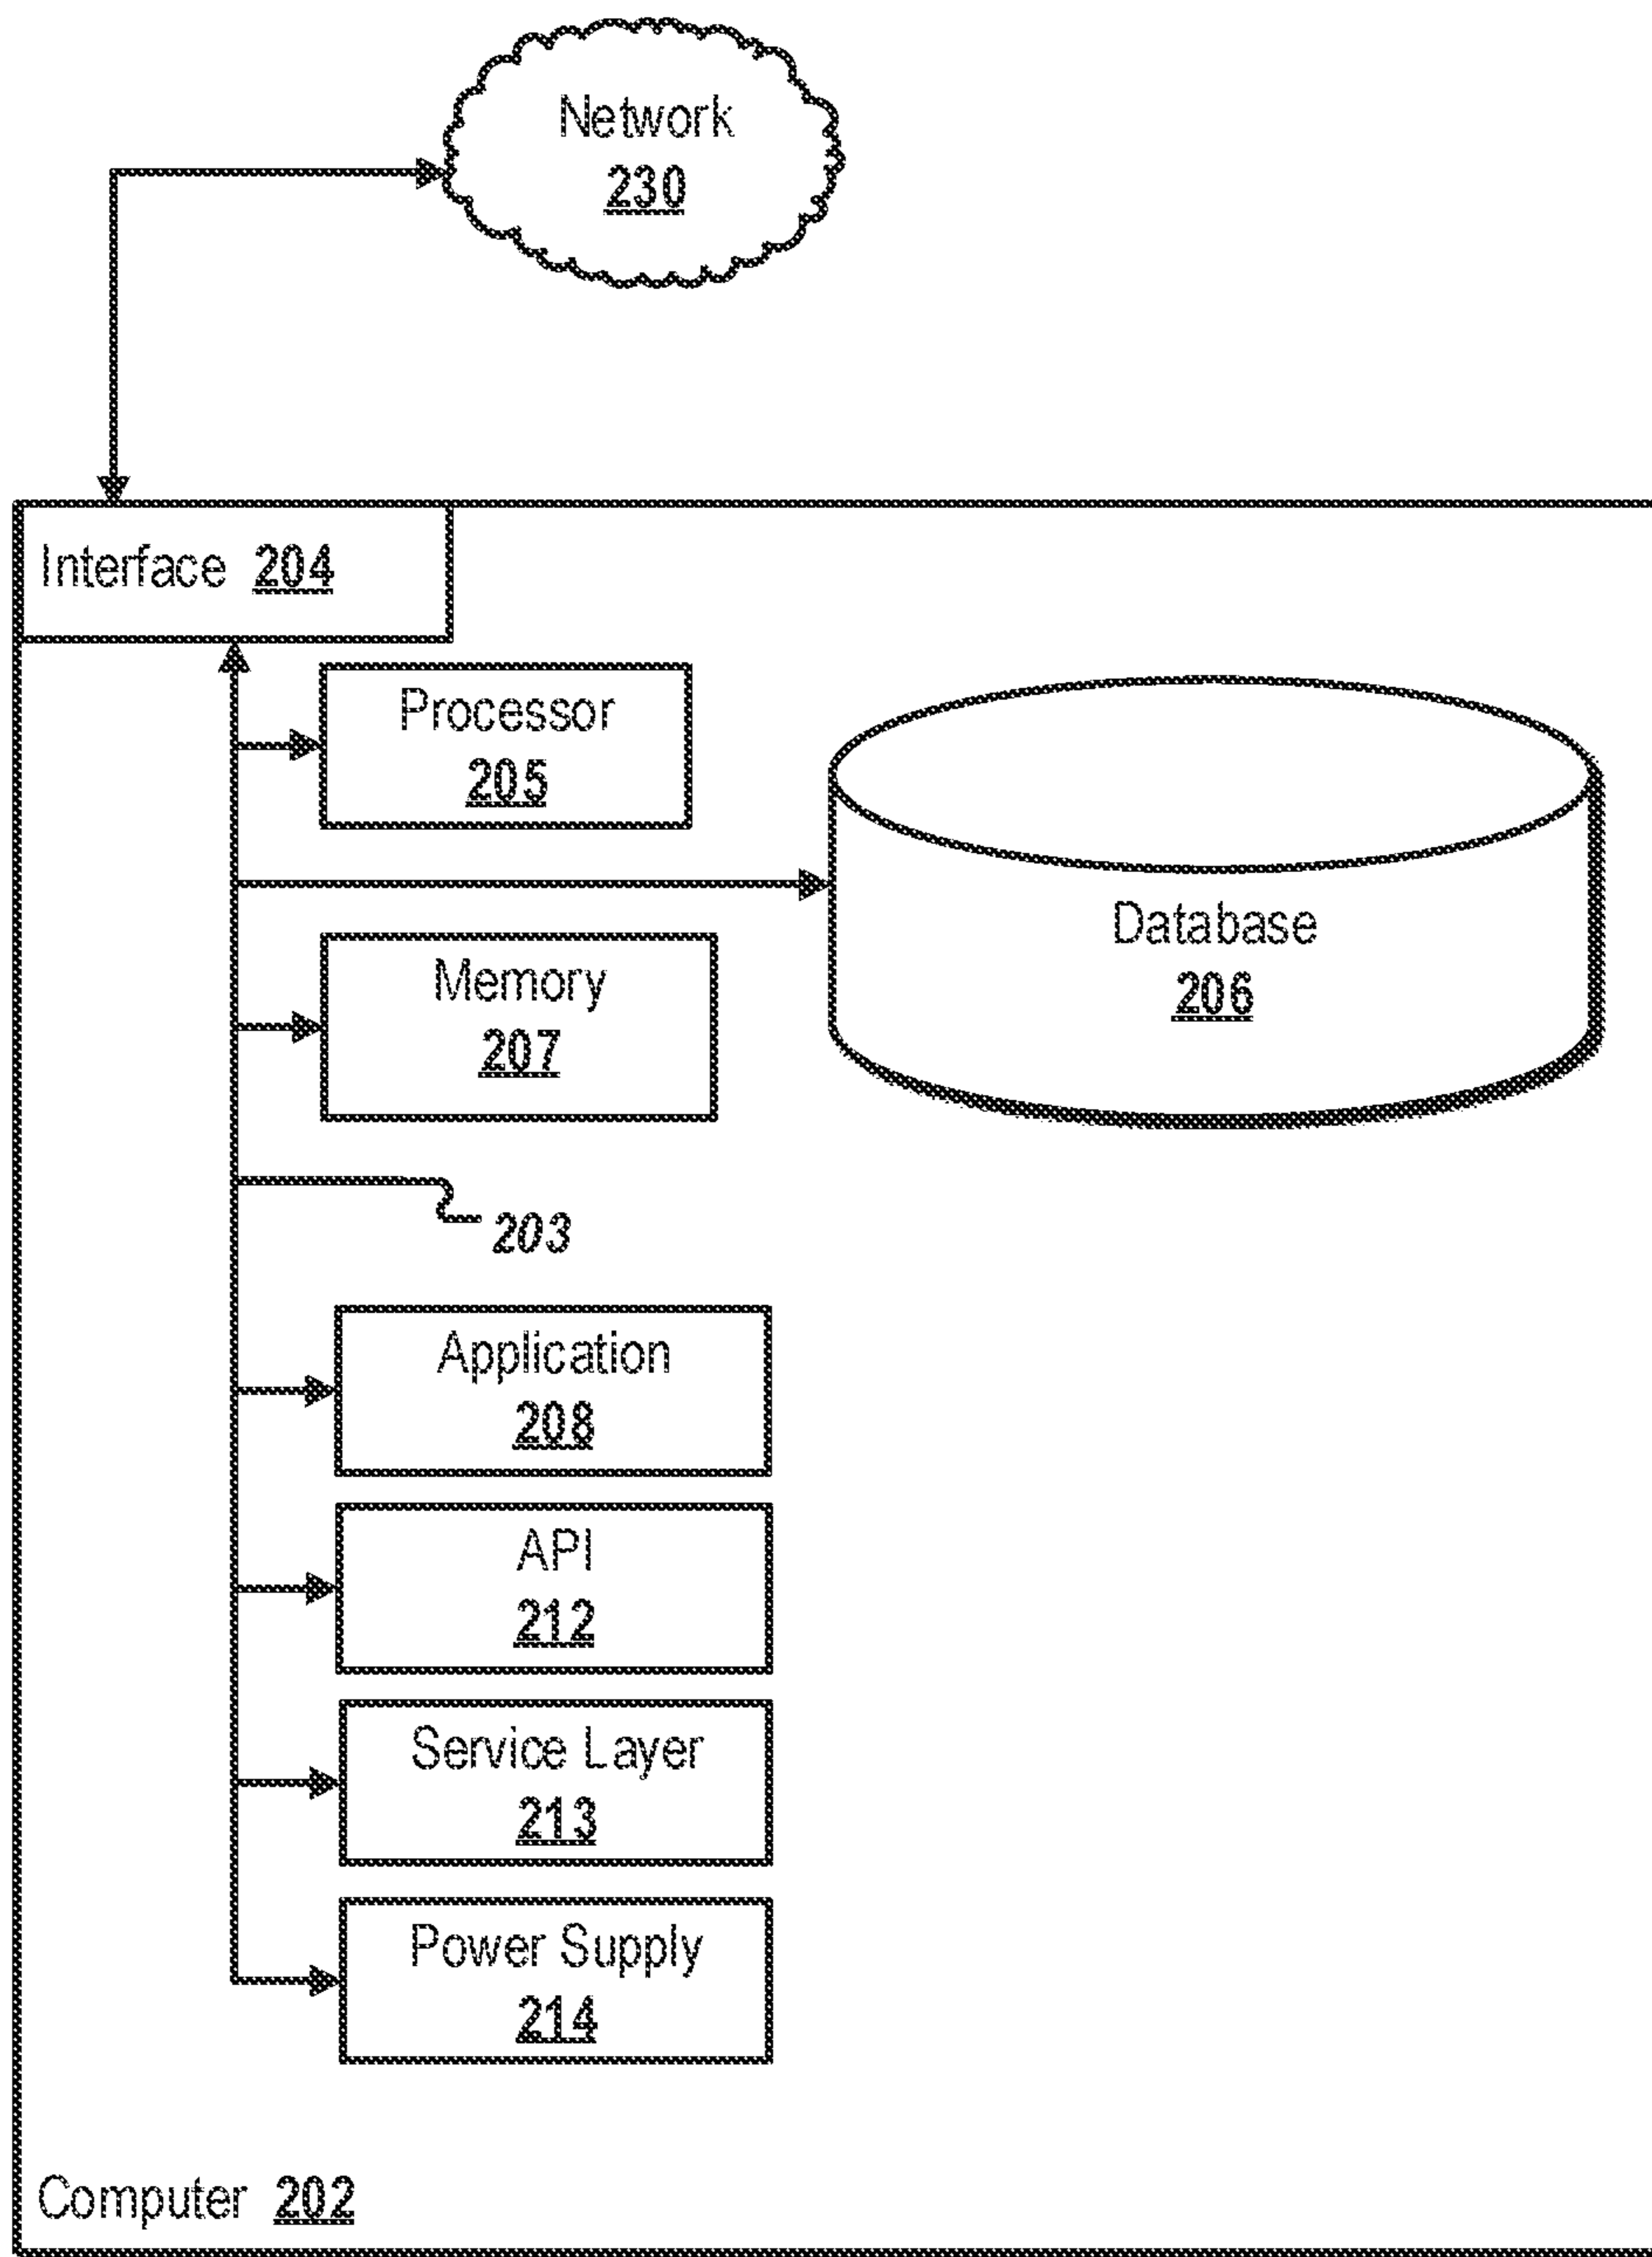 Network
230
Interface 204
Processor
205
Database
206
Memory
207
203
Application
208
API
212
Service Layer
213
Power Supply
214
Computer 202